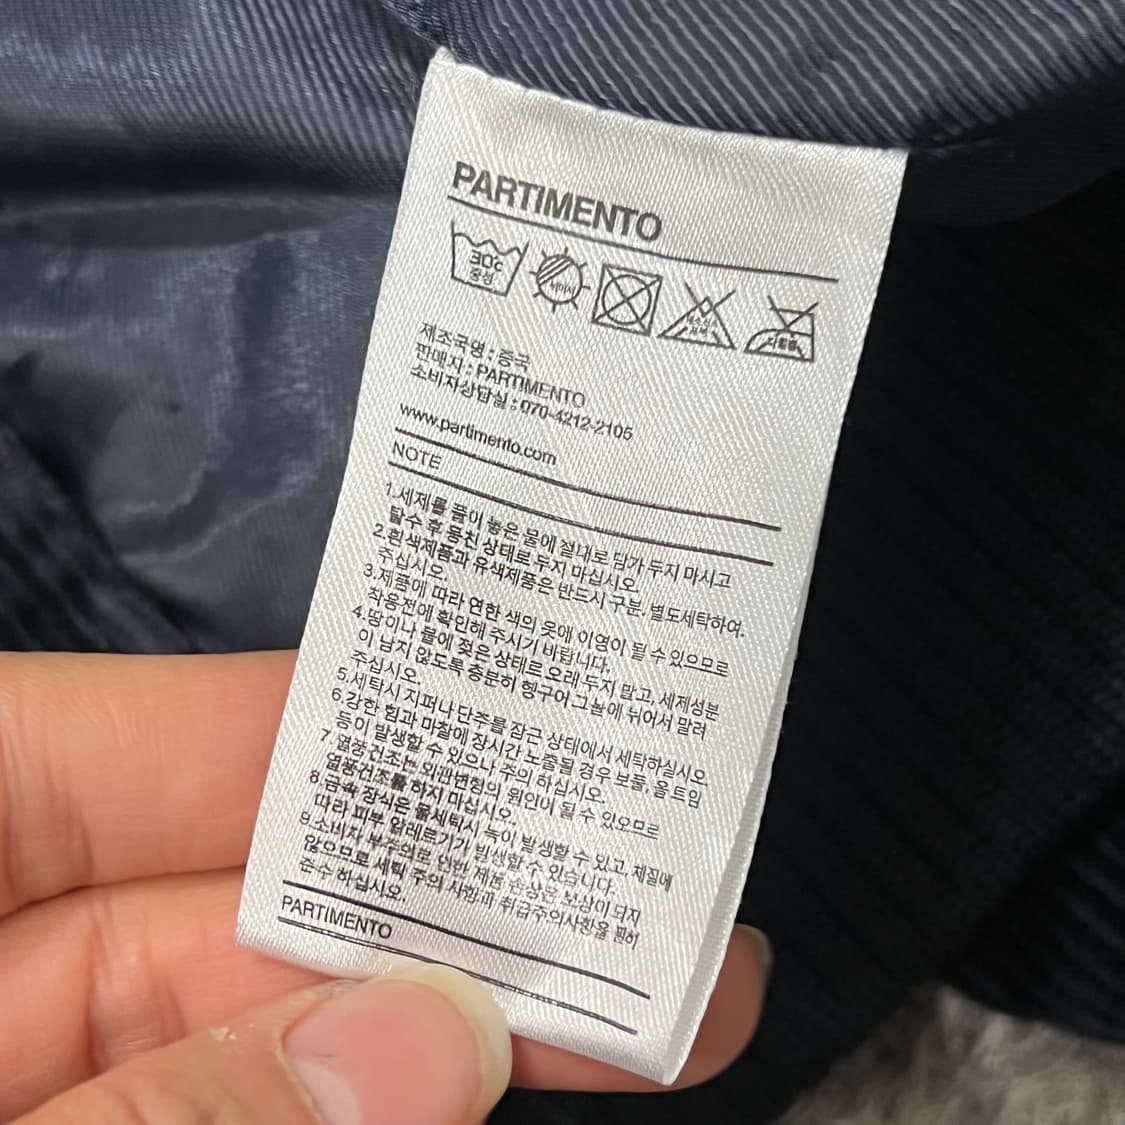 PARTIMENTO
30℃
중성
뉘어서
다림질
제조국명 : 중국
판매자 : PARTIMENTO
소비자상담실 : 070-4212-2105
www.partimento.com
NOTE
1.세제를 풀어 놓은 물에 절대로 담가 두지 마시고
탈수 후 뭉친 상태로 두지 마십시오.
2.흰색제품과 유색제품은 반드시 구분. 별도세탁하여.
주십시오.
3.제품에 따라 연한 색의 옷에 이염이 될 수 있으므로
착용전에 확인해 주시기 바랍니다.
4.땀이나 물에 젖은 상태로 오래 두지 말고, 세제성분
이 남지 않도록 충분히 헹구어 그늘에 뉘어서 말려
주십시오.
5.세탁시 지퍼나 단추를 잠근 상태에서 세탁하십시오.
6.강한 힘과 마찰에 장시간 노출될 경우 보풀, 올 트임
등이 발생할 수 있으나 주의 하십시오.
7 열풍건조는 외관변형의 원인이 될 수 있으므로
열풍건조를 하지 마십시오.
8.금속 장식은 물세탁시 녹이 발생할 수 있고, 체질에
따라 피부 알레르기가 발생할 수 있습니다.
9.소비자 부주의로 인한 제품 손상은 보상이 되지
않으므로 세탁 주의 사항과 취급주의사항을 필히
준수 하십시오.
PARTIMENTO